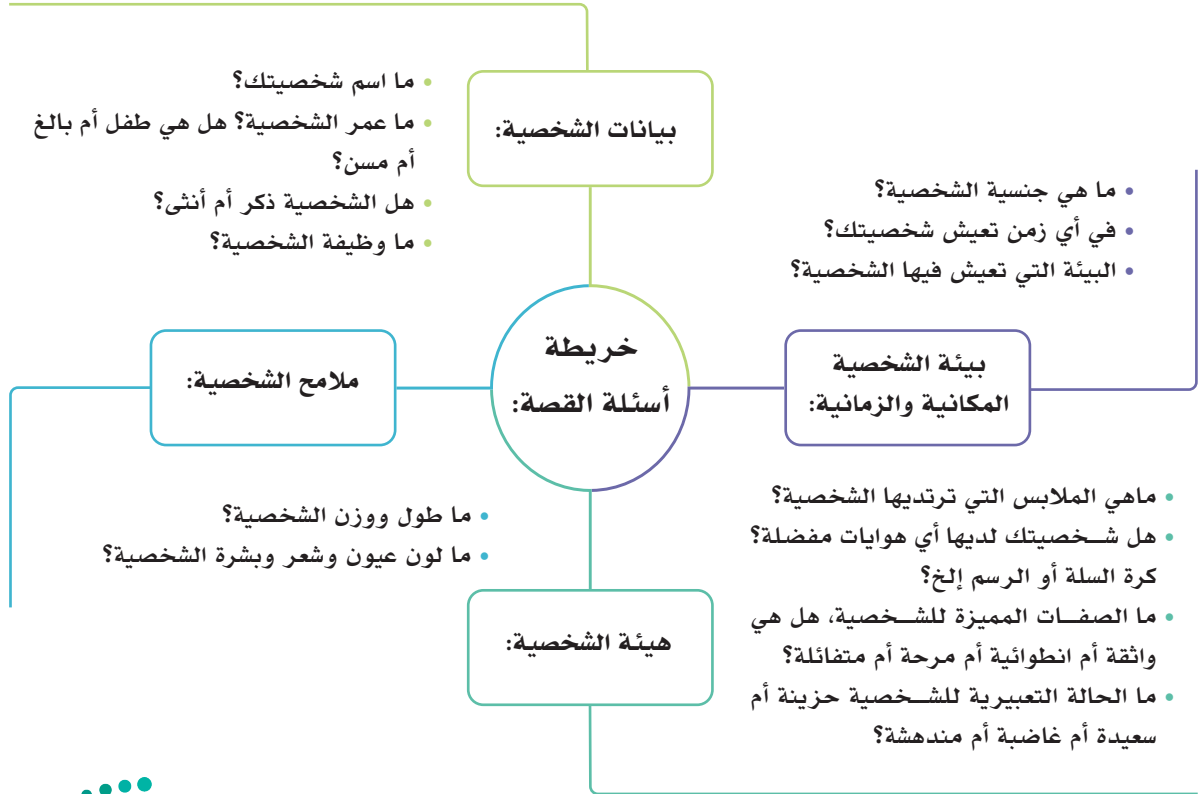 بيانات الشخصية:
• ما اسم شخصيتك؟
• ما عمر الشخصية؟ هل هي طفل أم بالغ
أم مسن؟
• هل الشخصية ذكر أم أنثى؟
• ما وظيفة الشخصية؟
• ما هي جنسية الشخصية؟
• في أي زمن تعيش شخصيتك؟
• البيئة التي تعيش فيها الشخصية؟
بيئة الشخصية
المكانية والزمانية:
خريطة
أسئلة القصة:
ملامح الشخصية:
• ما طول ووزن الشخصية؟
• ما لون عيون وشعر وبشرة الشخصية؟
هيئة الشخصية:
• ماهي الملابس التي ترتديها الشخصية؟
• هل شخصيتك لديها أي هوايات مفضلة؟
كرة السلة أو الرسم إلخ؟
• ما الصفات المميزة للشخصية، هل هي
واثقة أم انطوائية أم مرحة أم متفائلة؟
• ما الحالة التعبيرية للشخصية حزينة أم
سعيدة أم غاضبة أم مندهشة؟